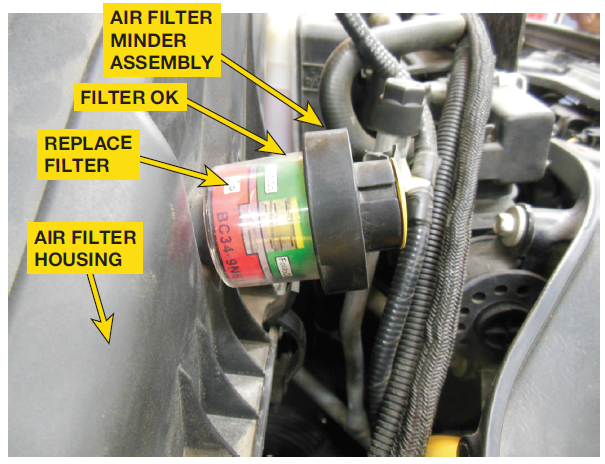 AIR FILTER
MINDER
ASSEMBLY
FILTER OK
REPLACE
FILTER
AIR FILTER
HOUSING